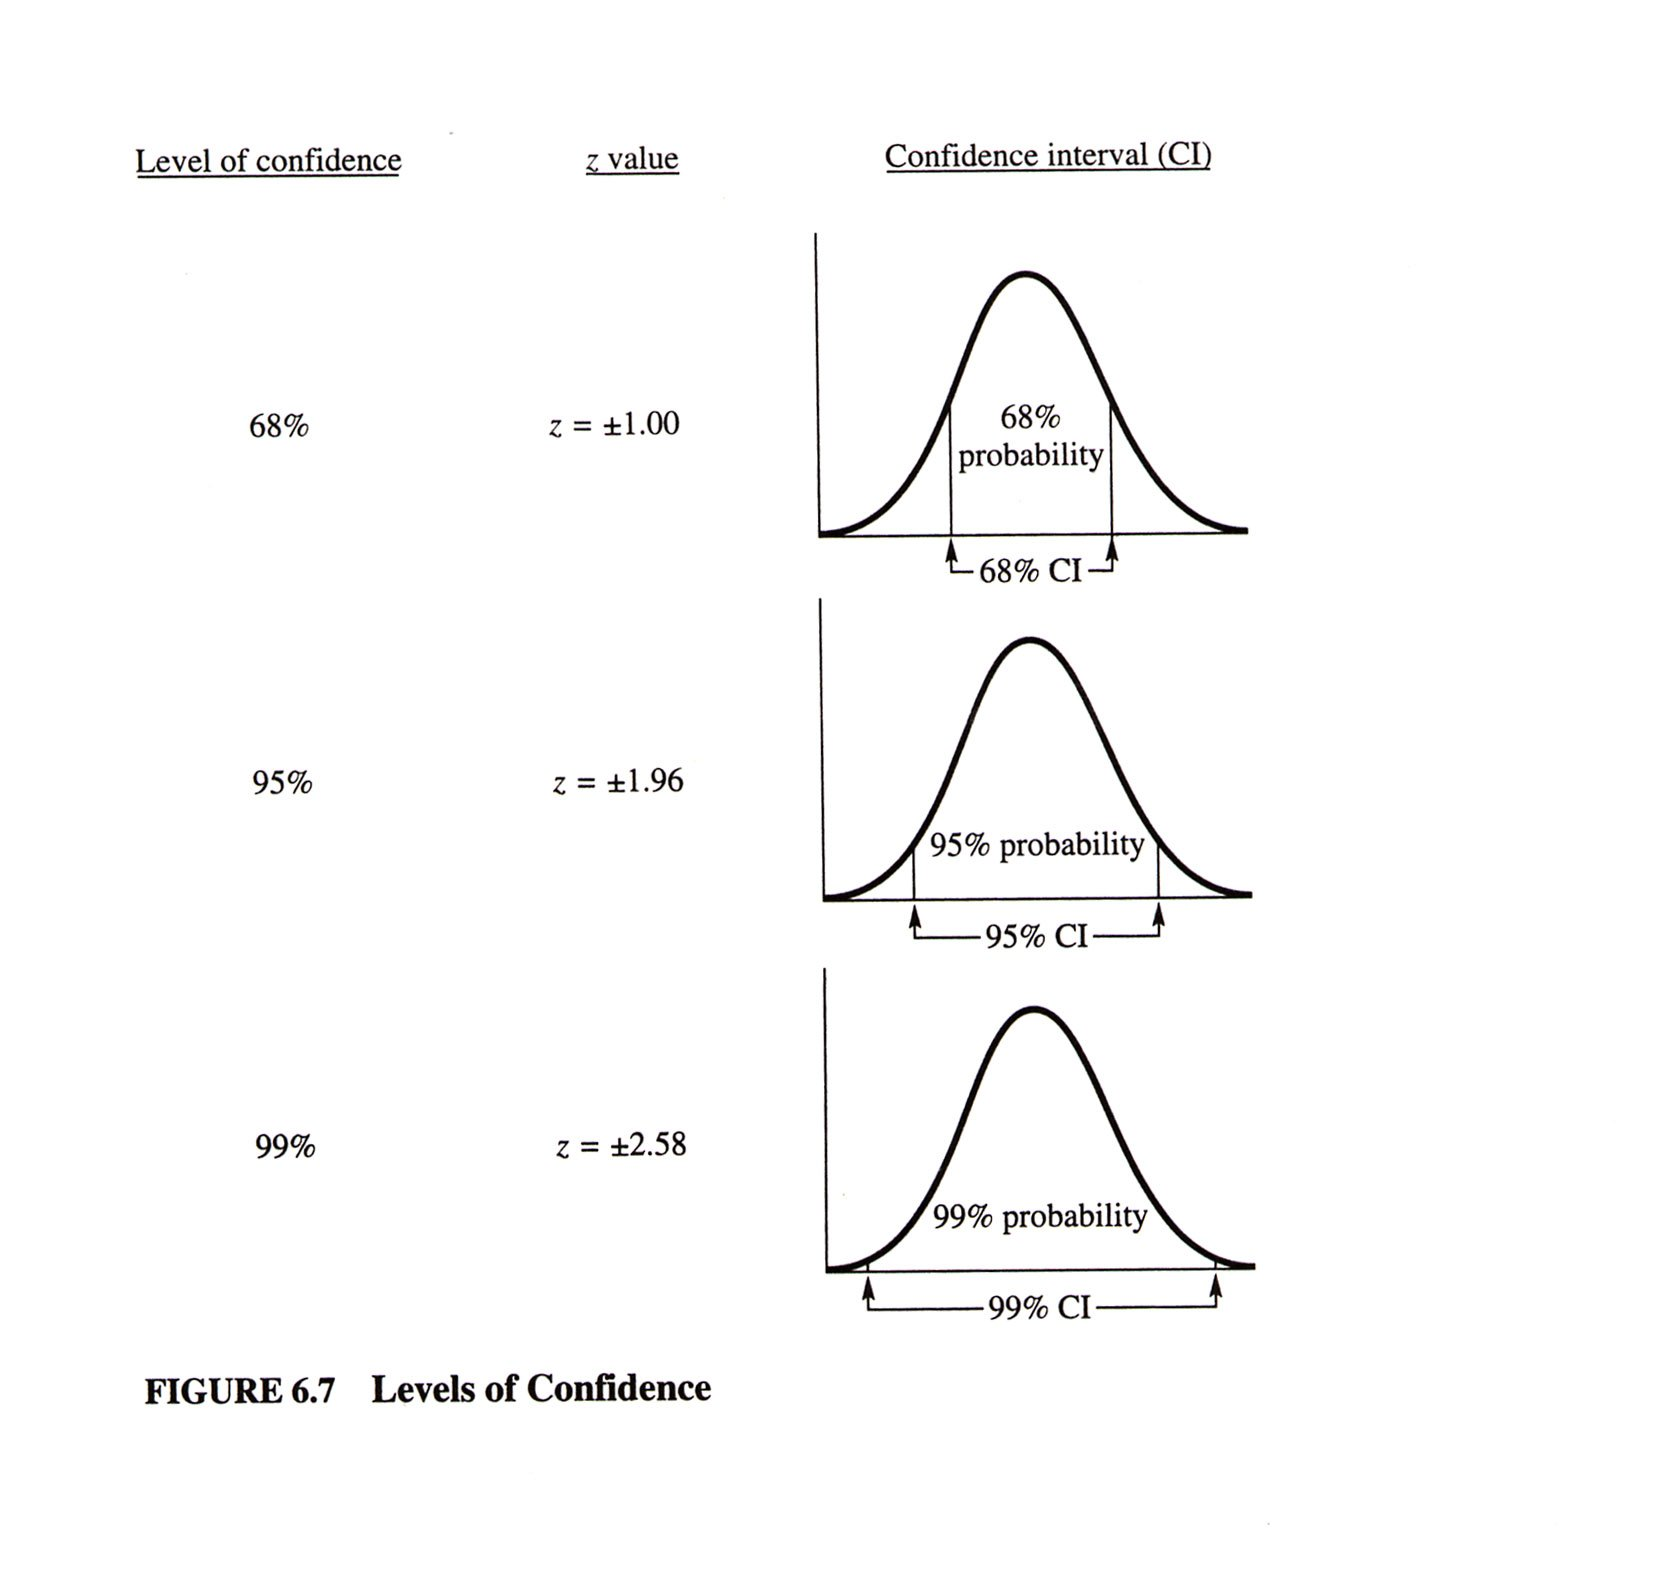 Level of confidence z value Confidence interval (CI)
68% z = ±1.00 68%
probability
68% CI
95% z = ±1.96 95% probability
95% CI
99% z = ±2.58 99% probability
99% CI
FIGURE 6.7 Levels of Confidence